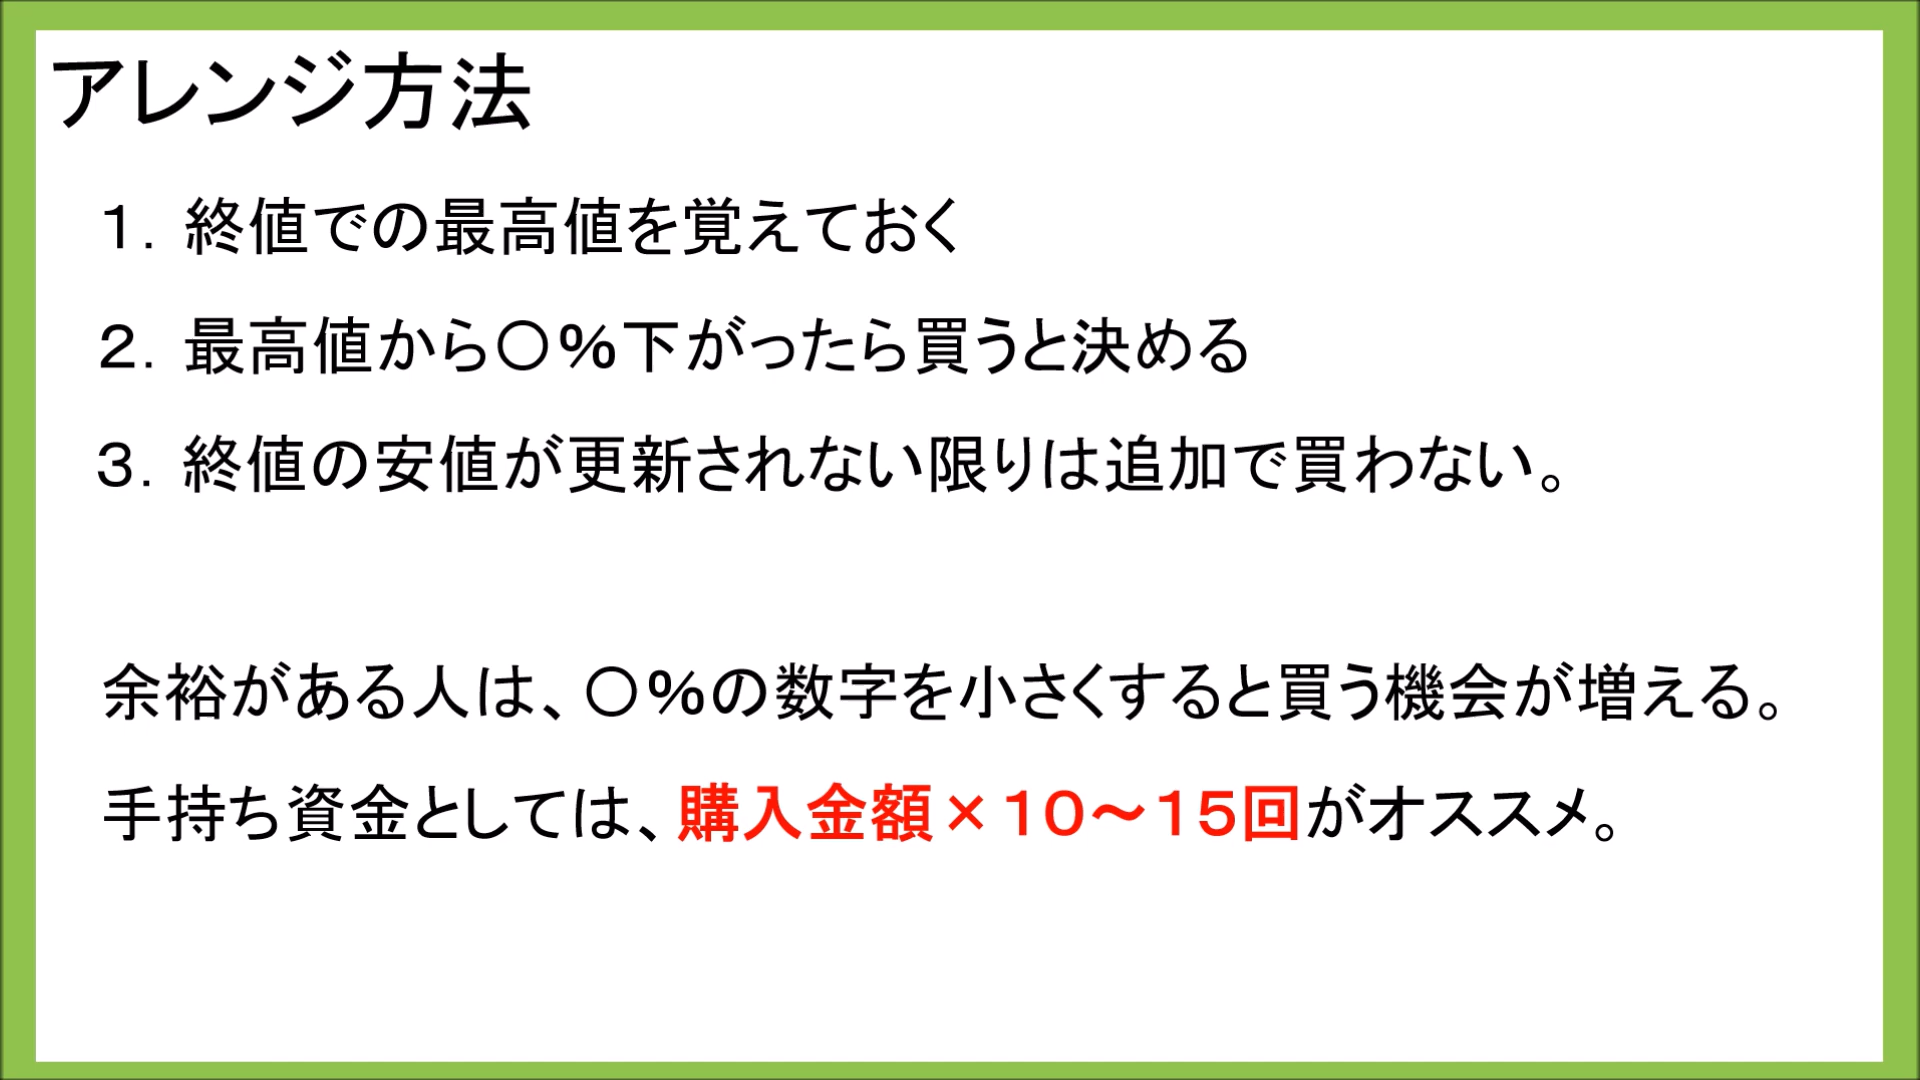 アレンジ方法
１．終値での最高値を覚えておく
２．最高値から〇％下がったら買うと決める
３．終値の安値が更新されない限りは追加で買わない。
余裕がある人は、〇％の数字を小さくすると買う機会が増える。
手持ち資金としては、購入金額×１０～１５回がオススメ。